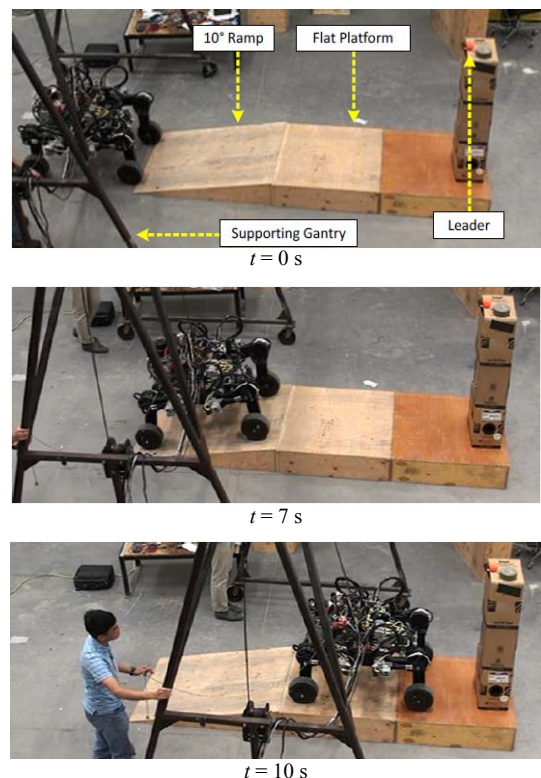 10° Ramp
Flat Platform
Supporting Gantry
Leader
t = 0 s
t = 7 s
t = 10 s